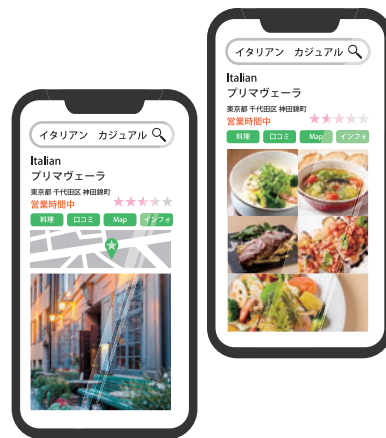 イタリアン　カジュアル
Italian
プリマヴェーラ
東京都 千代田区 神田錦町
営業時間中
料理
口コミ
Map
インフォ
イタリアン　カジュアル
Italian
プリマヴェーラ
東京都 千代田区 神田錦町
営業時間中
料理
口コミ
Map
インフォ